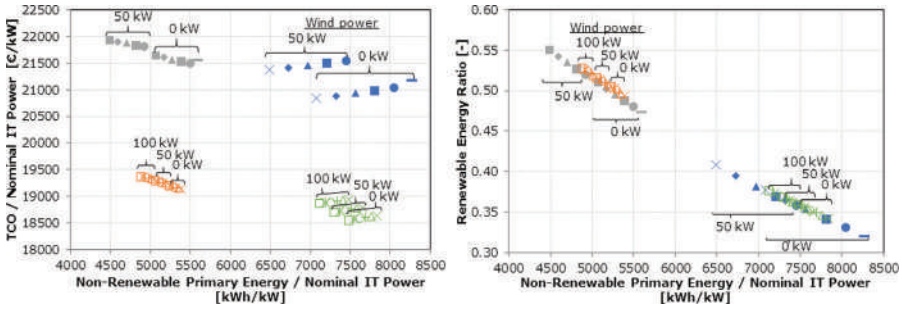 TCO / Nominal IT Power [€/kW]
22500
22000
21500
21000
20500
20000
19500
19000
18500
18000
4000 4500 5000 5500 6000 6500 7000 7500 8000 8500
Non-Renewable Primary Energy / Nominal IT Power
[kWh/kW]
Wind power
50 kW
0 kW
50 kW
0 kW
100 kW
50 kW
0 kW
100 kW
50 kW
0 kW
Renewable Energy Ratio [-]
0.60
0.55
0.50
0.45
0.40
0.35
0.30
4000 4500 5000 5500 6000 6500 7000 7500 8000 8500
Non-Renewable Primary Energy / Nominal IT Power
[kWh/kW]
Wind power
100 kW
50 kW
0 kW
50 kW
0 kW
100 kW
50 kW
0 kW
50 kW
0 kW